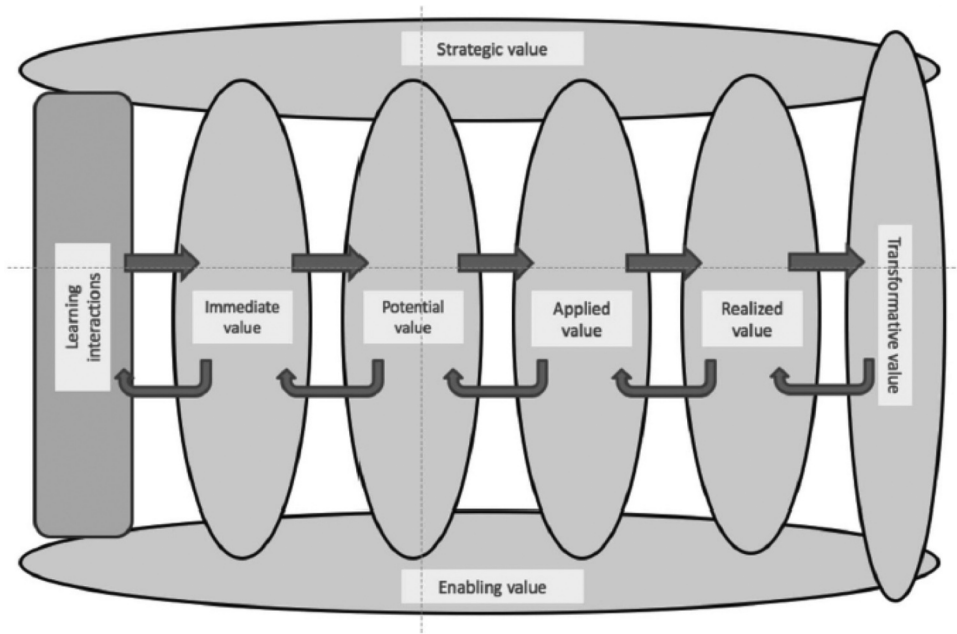 Strategic value
Learning
interactions
Immediate
value
Potential
value
Applied
value
Realized
value
Transformative value
Enabling value